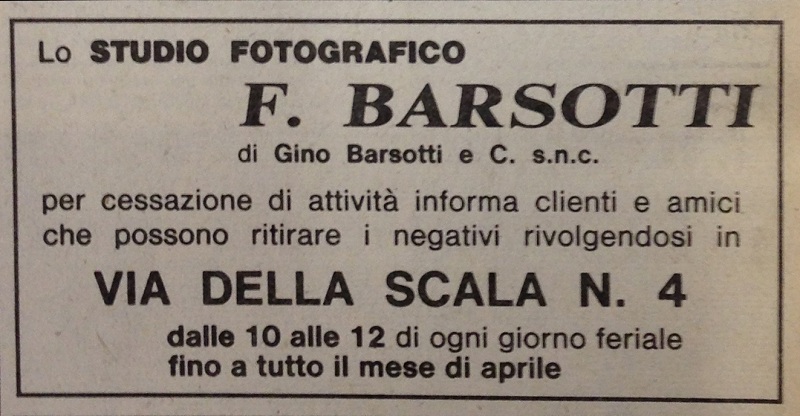 Lo STUDIO FOTOGRAFICO
F. BARSOTTI
di Gino Barsotti e C. s.n.c.
per cessazione di attività informa clienti e amici
che possono ritirare i negativi rivolgendosi in
VIA DELLA SCALA N. 4
dalle 10 alle 12 di ogni giorno feriale
fino a tutto il mese di aprile